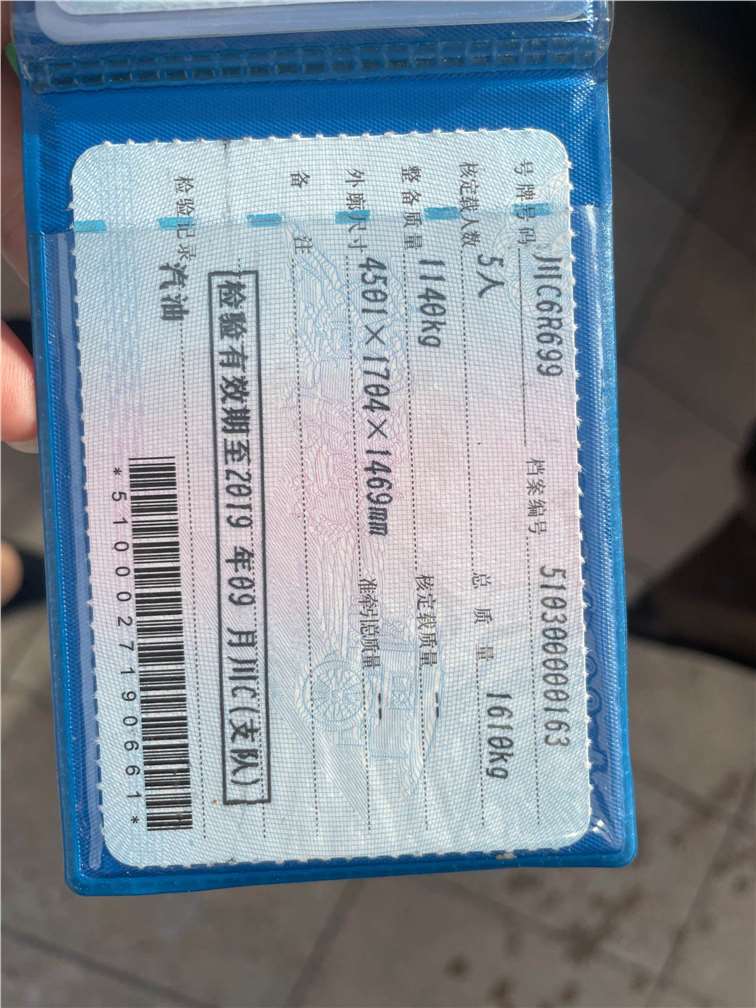 号牌号码 川C6R699 档案编号 510300000163
核定载人数 5人 总质量 1610kg
整备质量 1140kg 核定载质量 --
外廓尺寸 4501×1704×1469mm 准牵引总质量 --
备注
检验有效期至2019年09月川C(支队)
检验记录 汽油
*5100027190661*